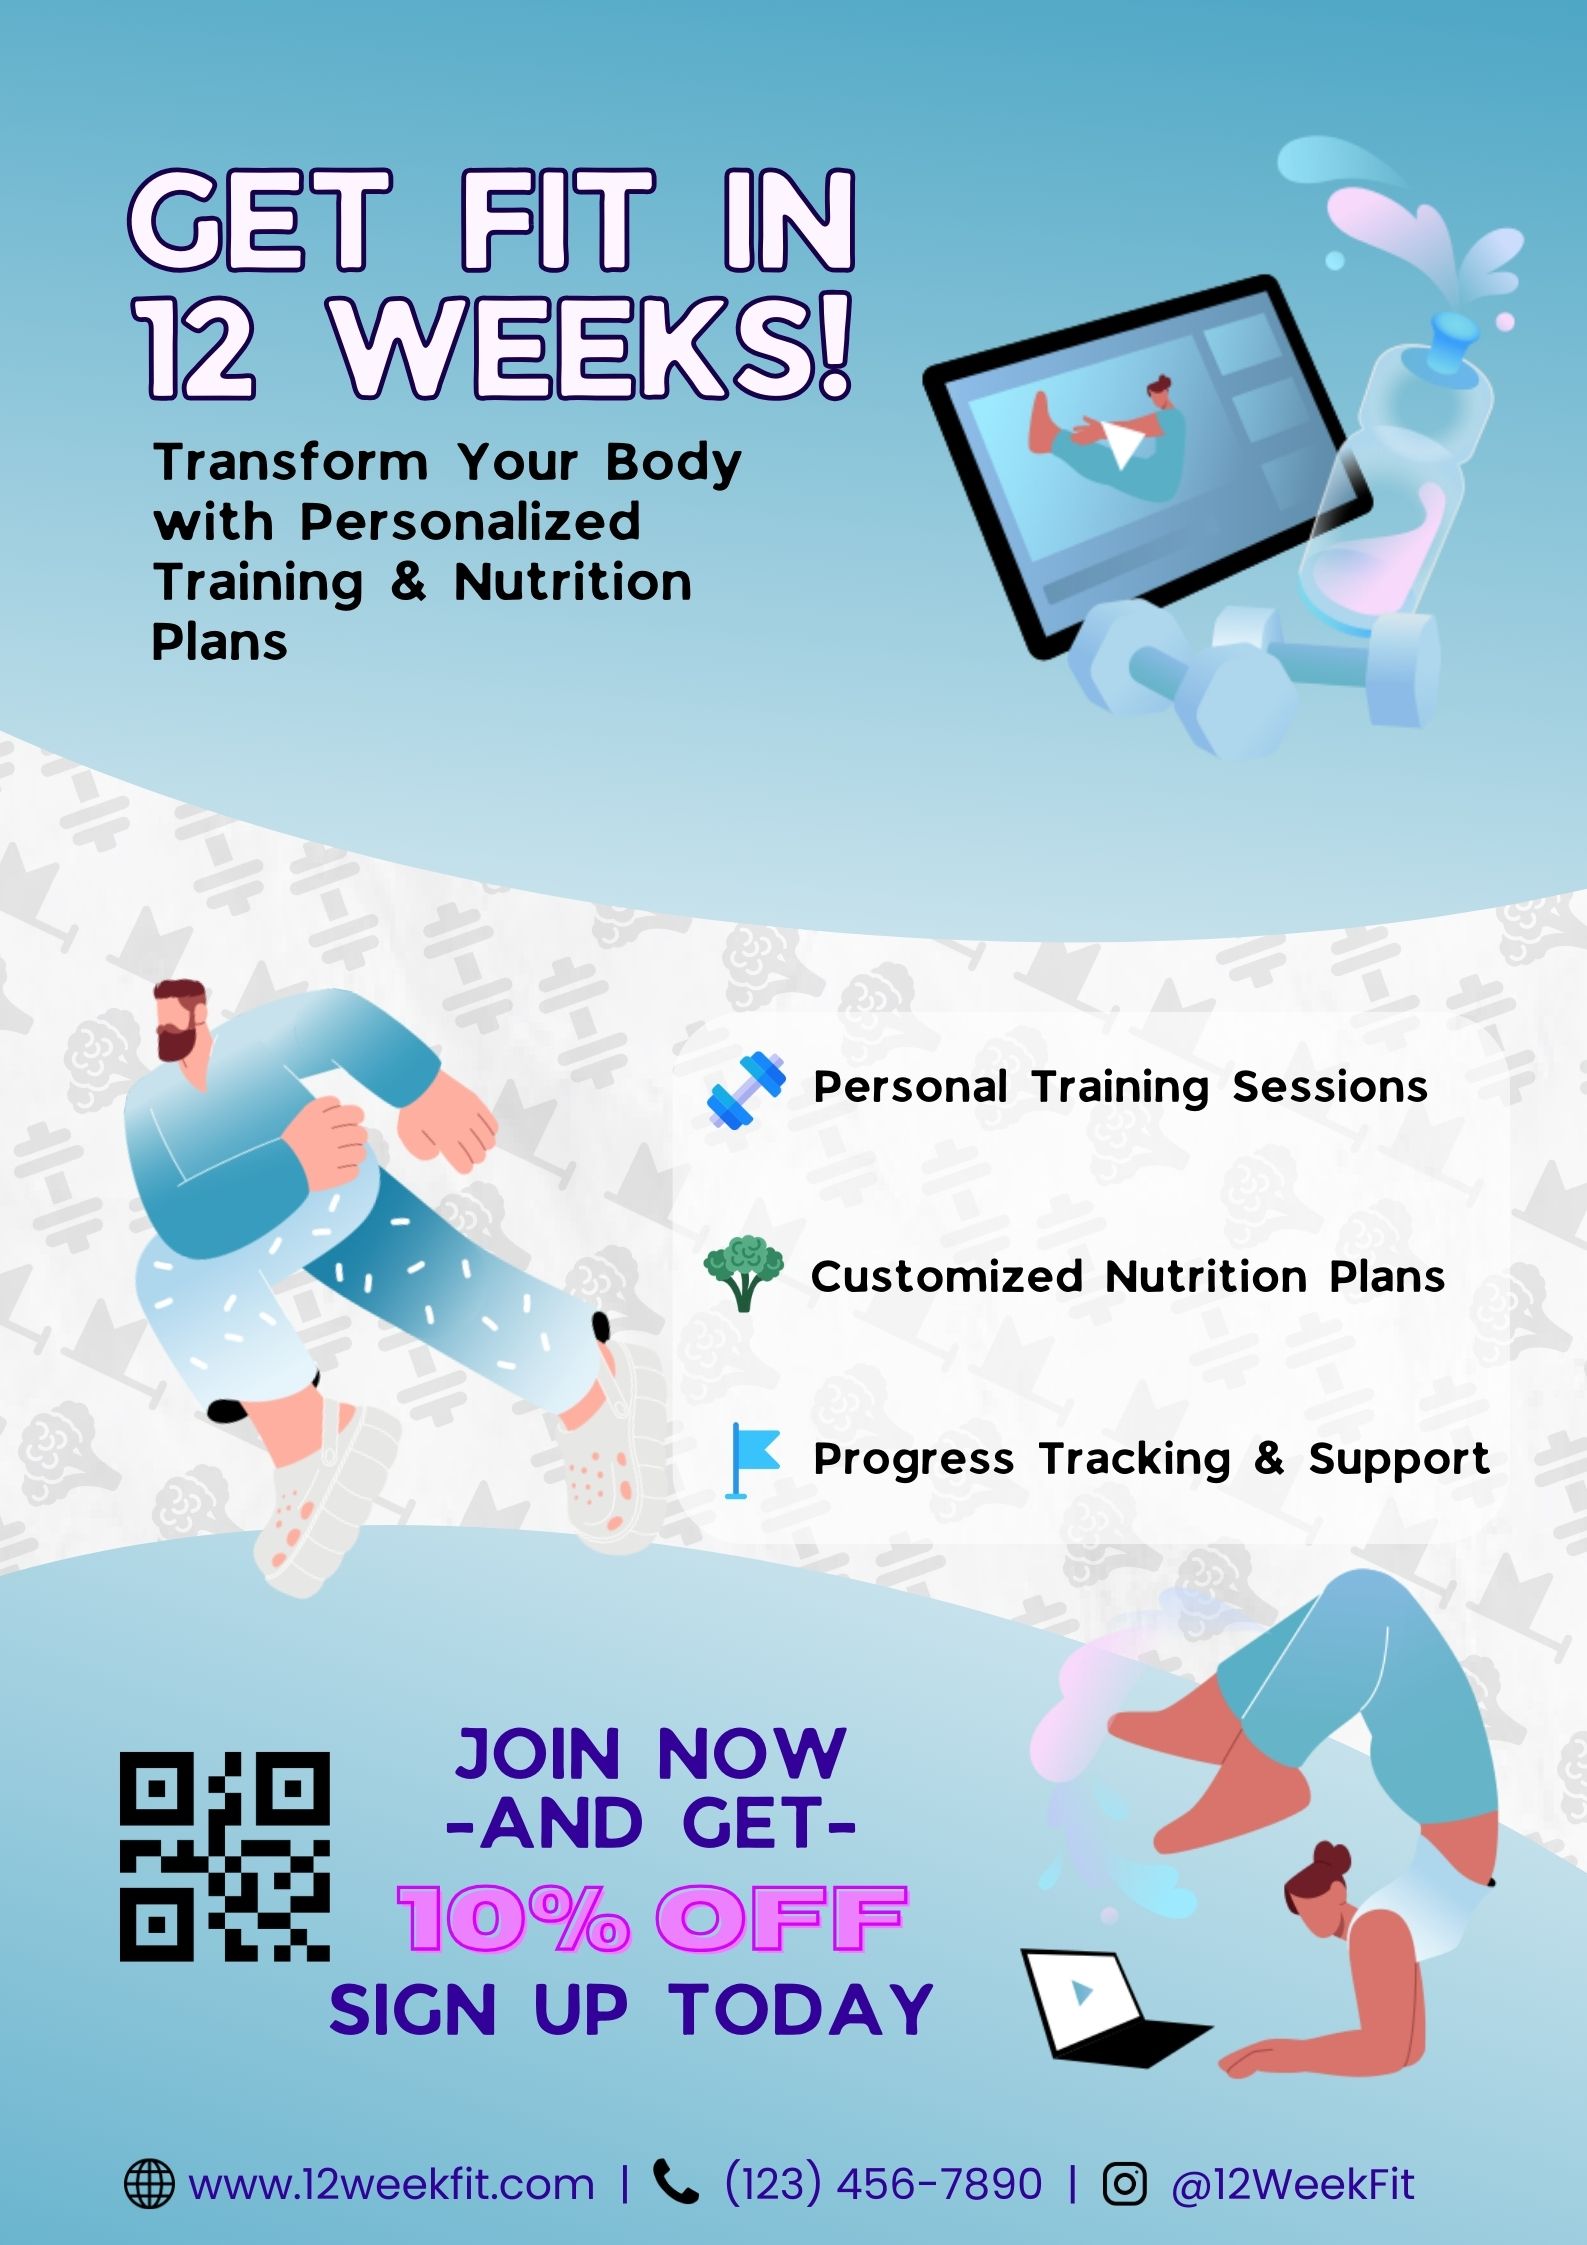 GET FIT IN
12 WEEKS!
Transform Your Body
with Personalized
Training & Nutrition
Plans
Personal Training Sessions
Customized Nutrition Plans
Progress Tracking & Support
JOIN NOW
-AND GET-
10% OFF
SIGN UP TODAY
www.12weekfit.com | (123) 456-7890 | @12WeekFit